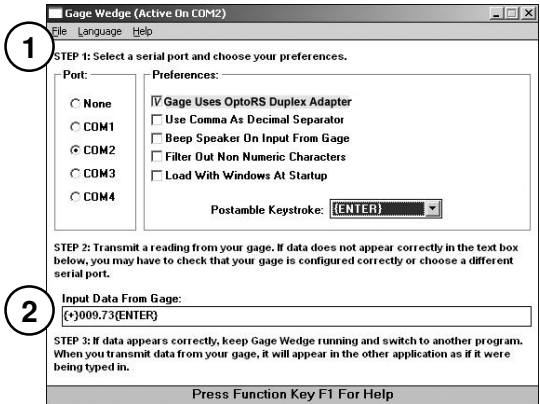 Gage Wedge (Active On COM2)
File Language Help
1
STEP 1: Select a serial port and choose your preferences.
Port:
Preferences:
None
COM1
COM2
COM3
COM4
Gage Uses OptoRS Duplex Adapter
Use Comma As Decimal Separator
Beep Speaker On Input From Gage
Filter Out Non Numeric Characters
Load With Windows At Startup
Postamble Keystroke: {ENTER}
STEP 2: Transmit a reading from your gage. If data does not appear correctly in the text box
below, you may have to check that your gage is configured correctly or choose a different
serial port.
2
Input Data From Gage:
{+}009.73{ENTER}
STEP 3: If data appears correctly, keep Gage Wedge running and switch to another program.
When you transmit data from your gage, it will appear in the other application as if it were
being typed in.
Press Function Key F1 For Help